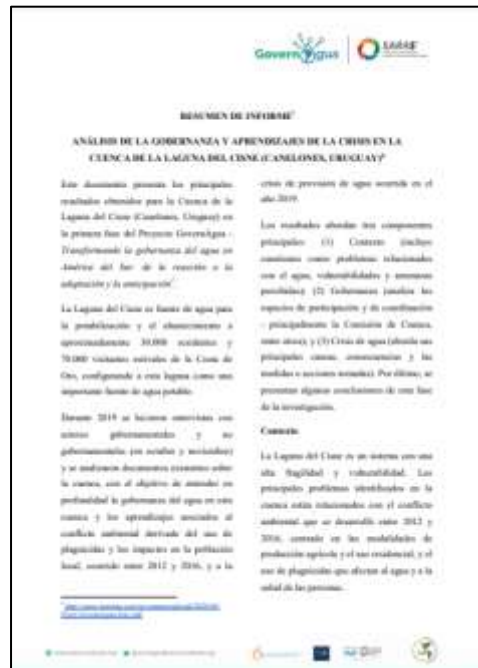 GovernAgua
SARAS
RESUMEN DE INFORME
ANÁLISIS DE LA GOBERNANZA Y APRENDIZAJES DE LA CRISIS EN LA
CUENCA DE LA LAGUNA DEL CISNE (CANELONES, URUGUAY)
Este documento presenta los principales
resultados obtenidos para la Cuenca de la
Laguna del Cisne (Canelones, Uruguay) en
la primera fase del Proyecto GovernAgua -
Transformando la gobernanza del agua en
América del Sur: de la reacción a la
adaptación y la anticipación
La Laguna del Cisne es fuente de agua para
la potabilización y el abastecimiento a
aproximadamente 50.000 residentes y
70.000 visitantes estivales de la Costa de
Oro, configurando a esta laguna como una
importante fuente de agua potable.
Durante 2019 se hicieron entrevistas con
actores gubernamentales y no
gubernamentales (en octubre y noviembre)
y se analizaron documentos existentes sobre
la cuenca, con el objetivo de entender en
profundidad la gobernanza del agua en esta
cuenca y los aprendizajes asociados al
conflicto ambiental derivado del uso de
plaguicidas y los impactos en la población
local, ocurrido entre 2012 y 2016, y a la
crisis de provisión de agua ocurrida en el
año 2019.
Los resultados abordan tres componentes
principales: (1) Contexto (incluye
cuestiones como problemas relacionados
con el agua, vulnerabilidades y amenazas
percibidas); (2) Gobernanza (analiza los
espacios de participación y de coordinación
- principalmente la Comisión de Cuenca,
entre otros); y (3) Crisis de agua (aborda sus
principales causas, consecuencias y las
medidas o acciones tomadas). Por último, se
presentan algunas conclusiones de esta fase
de la investigación.
Contexto
La Laguna del Cisne es un sistema con una
alta fragilidad y vulnerabilidad. Los
principales problemas identificados en la
cuenca están relacionados con el conflicto
ambiental que se desarrolló entre 2012 y
2016, centrado en las modalidades de
producción agrícola y el uso residencial, y el
uso de plaguicidas que afectan al agua y a la
salud de las personas.